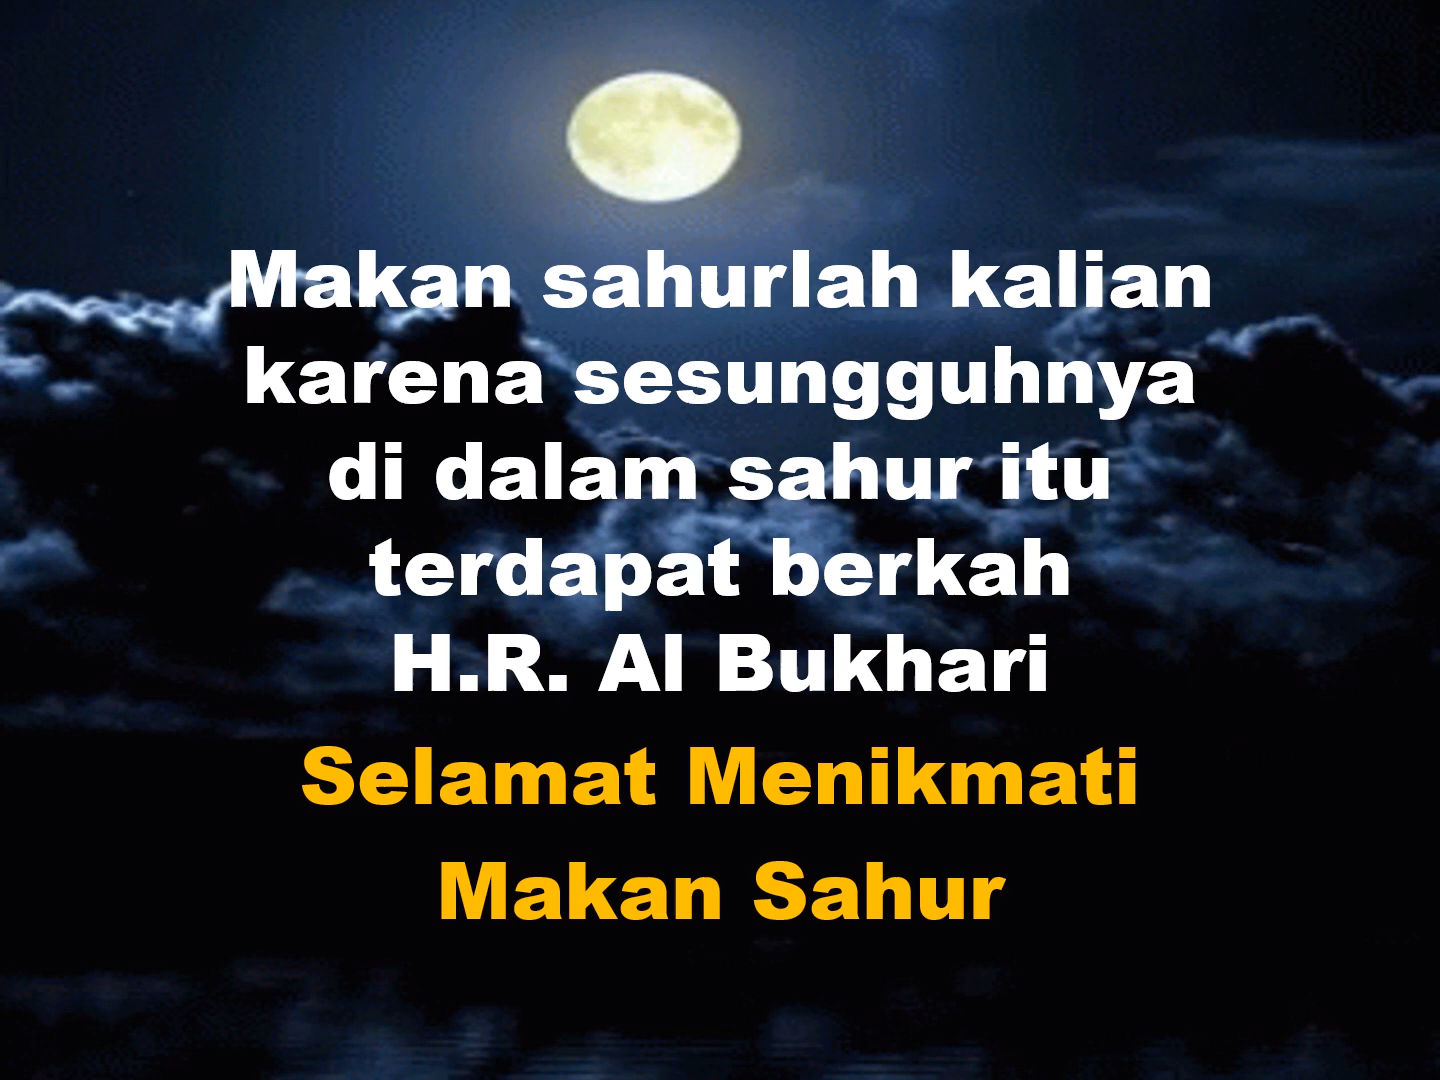 Makan sahurlah kalian
karena sesungguhnya
di dalam sahur itu
terdapat berkah
H.R. Al Bukhari
Selamat Menikmati
Makan Sahur